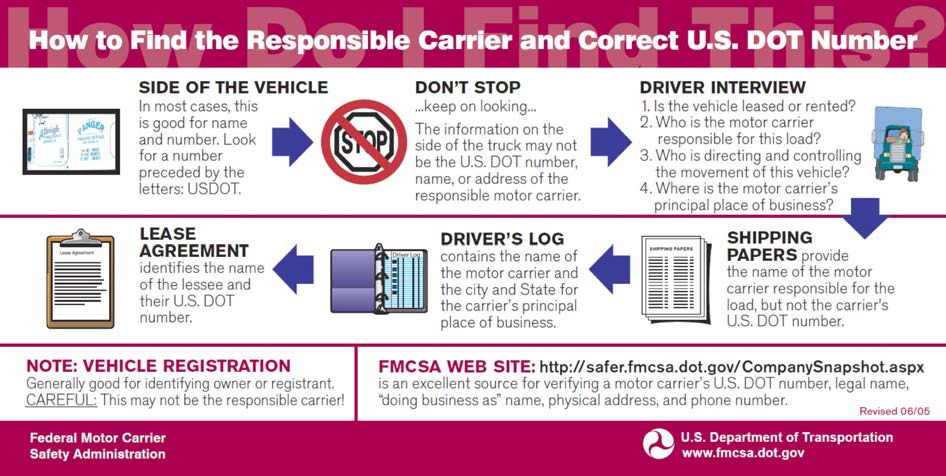 How Do I Find This?
How to Find the Responsible Carrier and Correct U.S. DOT Number
SIDE OF THE VEHICLE
In most cases, this
is good for name
and number. Look
for a number
preceded by the
letters: USDOT.
STOP
DON'T STOP
...keep on looking...
The information on the
side of the truck may not
be the U.S. DOT number,
name, or address of the
responsible motor carrier.
DRIVER INTERVIEW
1. Is the vehicle leased or rented?
2. Who is the motor carrier
responsible for this load?
3. Who is directing and controlling
the movement of this vehicle?
4. Where is the motor carrier's
principal place of business?
SHIPPING PAPERS
SHIPPING
PAPERS provide
the name of the motor
carrier responsible for the
load, but not the carrier's
U.S. DOT number.
Driver Log
DRIVER'S LOG
contains the name of
the motor carrier and
the city and State for
the carrier's principal
place of business.
Lease Agreement
LEASE
AGREEMENT
identifies the name
of the lessee and
their U.S. DOT
number.
NOTE: VEHICLE REGISTRATION
Generally good for identifying owner or registrant.
CAREFUL: This may not be the responsible carrier!
FMCSA WEB SITE: http://safer.fmcsa.dot.gov/CompanySnapshot.aspx
is an excellent source for verifying a motor carrier's U.S. DOT number, legal name,
"doing business as" name, physical address, and phone number.
Revised 06/05
Federal Motor Carrier
Safety Administration
U.S. Department of Transportation
www.fmcsa.dot.gov